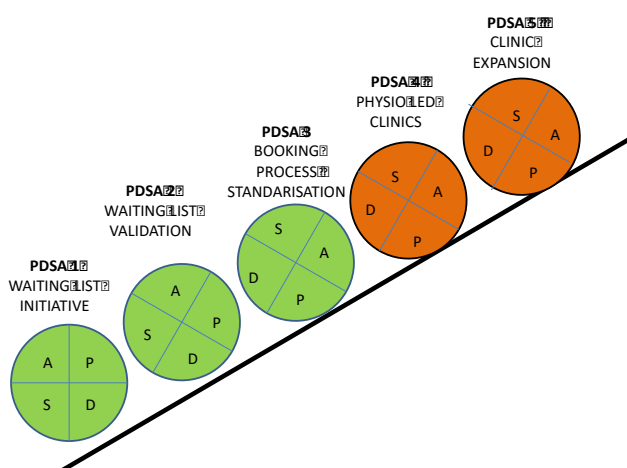 PDSA 1
WAITING LIST
INITIATIVE
A P
S D
PDSA 2
WAITING LIST
VALIDATION
A
P
S
D
PDSA 3
BOOKING
PROCESS
STANDARISATION
S
A
D
P
PDSA 4
PHYSIO LED
CLINICS
S
A
D
P
PDSA 5
CLINIC
EXPANSION
S
A
D
P